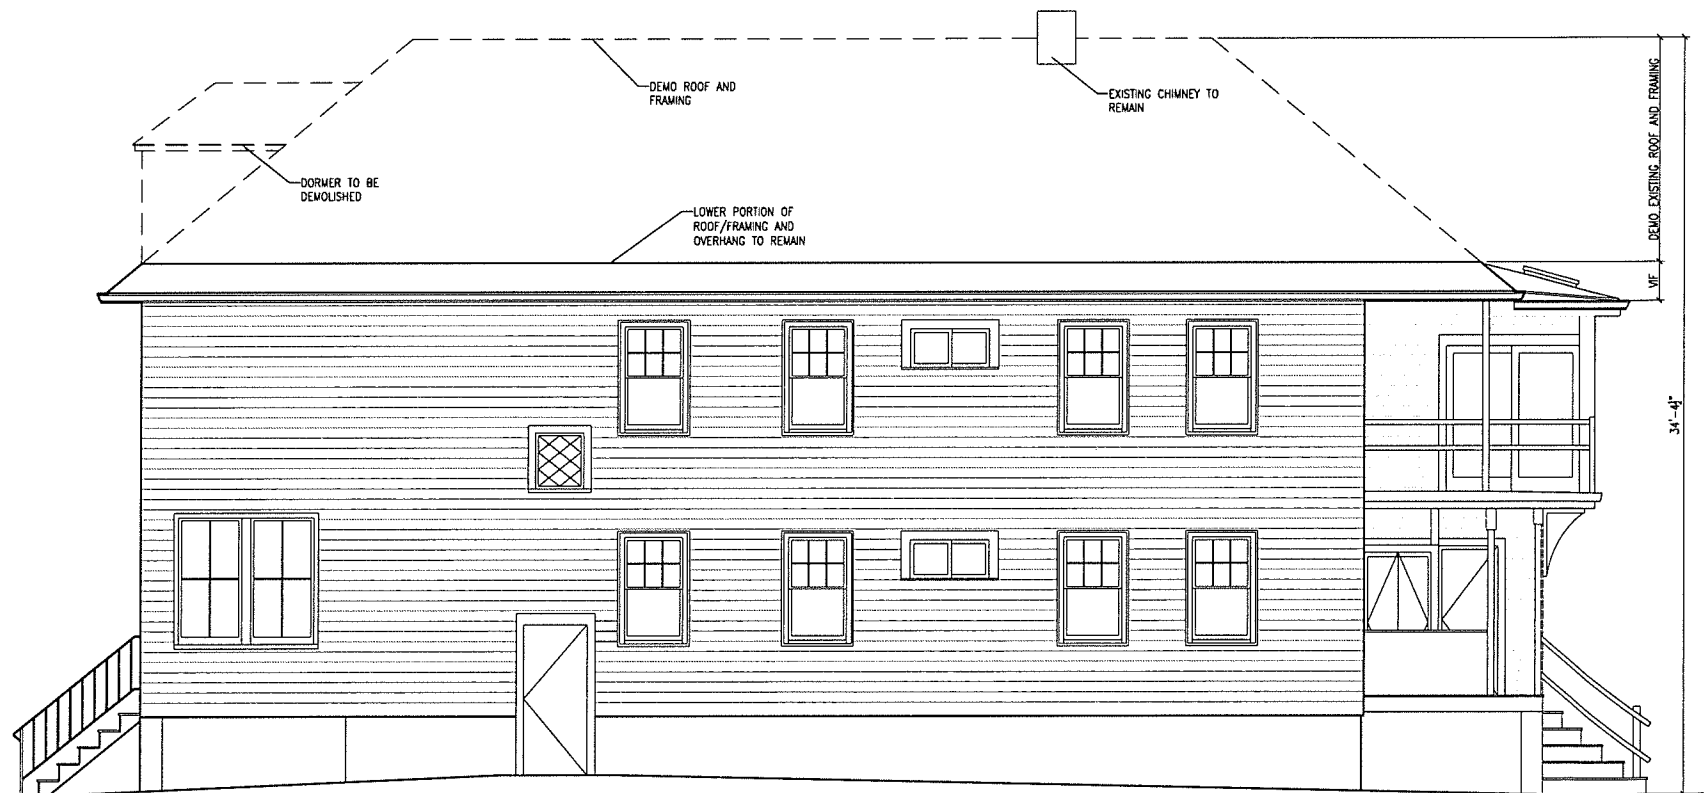 DEMO ROOF AND
FRAMING
EXISTING CHIMNEY TO
REMAIN
DORMER TO BE
DEMOLISHED
LOWER PORTION OF
ROOF/FRAMING AND
OVERHANG TO REMAIN
DEMO EXISTING ROOF AND FRAMING
VIF
34'-4½"